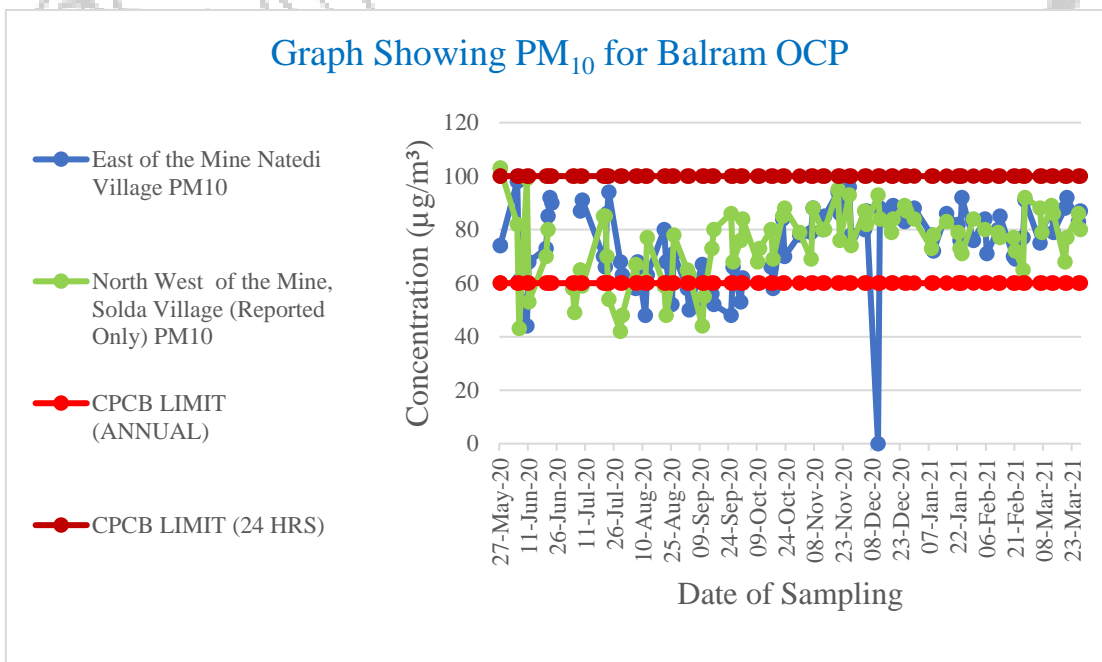 Graph Showing PM₁₀ for Balram OCP
East of the Mine Natedi
Village PM10
North West of the Mine,
Solda Village (Reported
Only) PM10
CPCB LIMIT
(ANNUAL)
CPCB LIMIT (24 HRS)
Concentration (µg/m³)
120
100
80
60
40
20
0
27-May-20
11-Jun-20
26-Jun-20
11-Jul-20
26-Jul-20
10-Aug-20
25-Aug-20
09-Sep-20
24-Sep-20
09-Oct-20
24-Oct-20
08-Nov-20
23-Nov-20
08-Dec-20
23-Dec-20
07-Jan-21
22-Jan-21
06-Feb-21
21-Feb-21
08-Mar-21
23-Mar-21
Date of Sampling